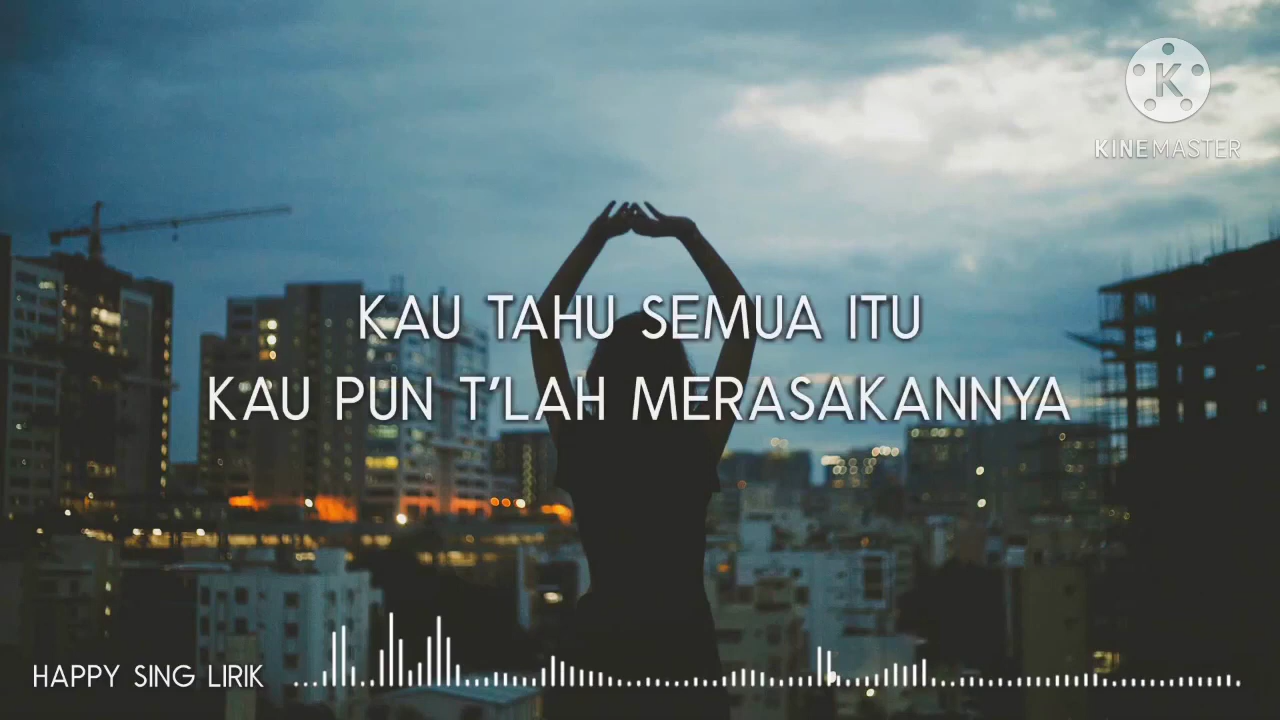 K
KINEMASTER
KAU TAHU SEMUA ITU
KAU PUN T'LAH MERASAKANNYA
HAPPY SING LIRIK